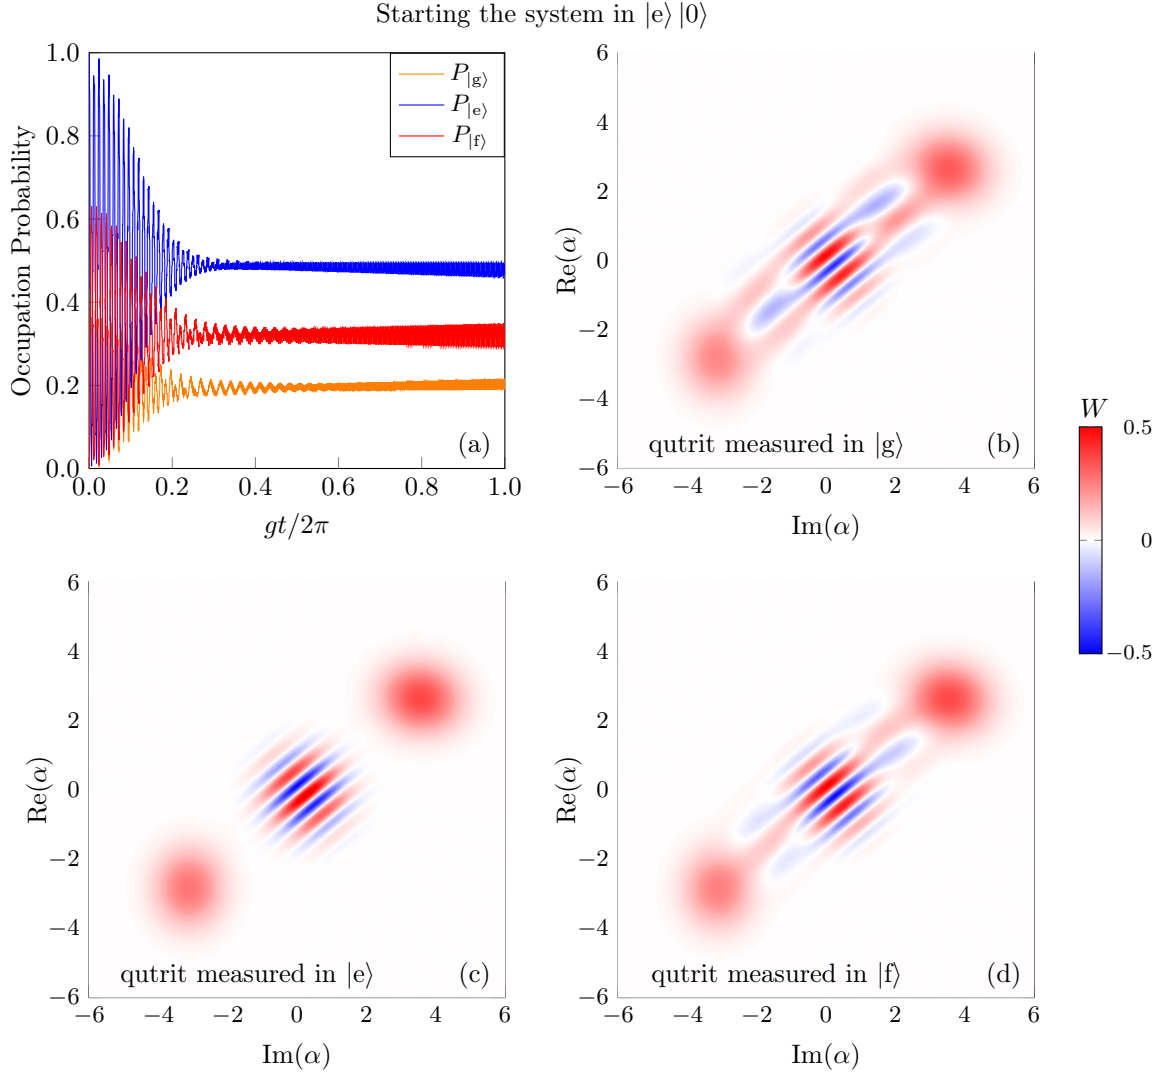 Starting the system in |e⟩ |0⟩
1.0
0.8
0.6
0.4
0.2
0.0
Occupation Probability
P|g⟩
P|e⟩
P|f⟩
(a)
0.0 0.2 0.4 0.6 0.8 1.0
gt/2π
6
4
2
0
−2
−4
−6
Re(α)
qutrit measured in |g⟩ (b)
−6 −4 −2 0 2 4 6
Im(α)
W
0.5
0
−0.5
6
4
2
0
−2
−4
−6
Re(α)
qutrit measured in |e⟩ (c)
−6 −4 −2 0 2 4 6
Im(α)
6
4
2
0
−2
−4
−6
Re(α)
qutrit measured in |f⟩ (d)
−6 −4 −2 0 2 4 6
Im(α)